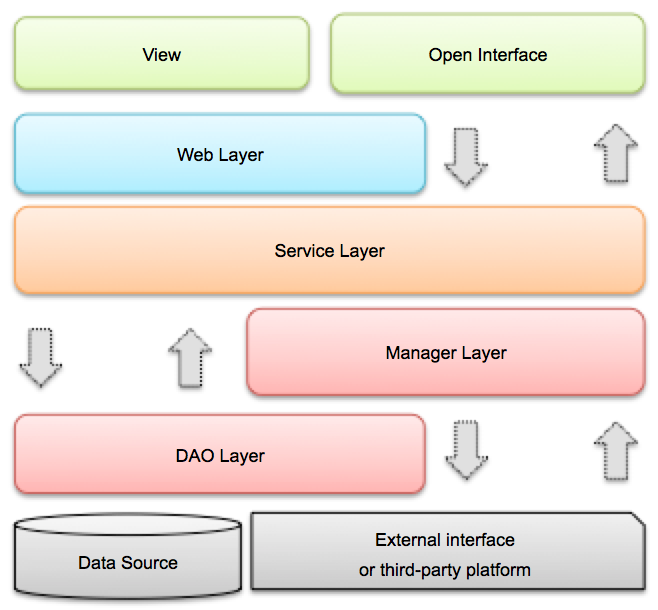 View
Open Interface
Web Layer
Service Layer
Manager Layer
DAO Layer
Data Source
External interface
or third-party platform